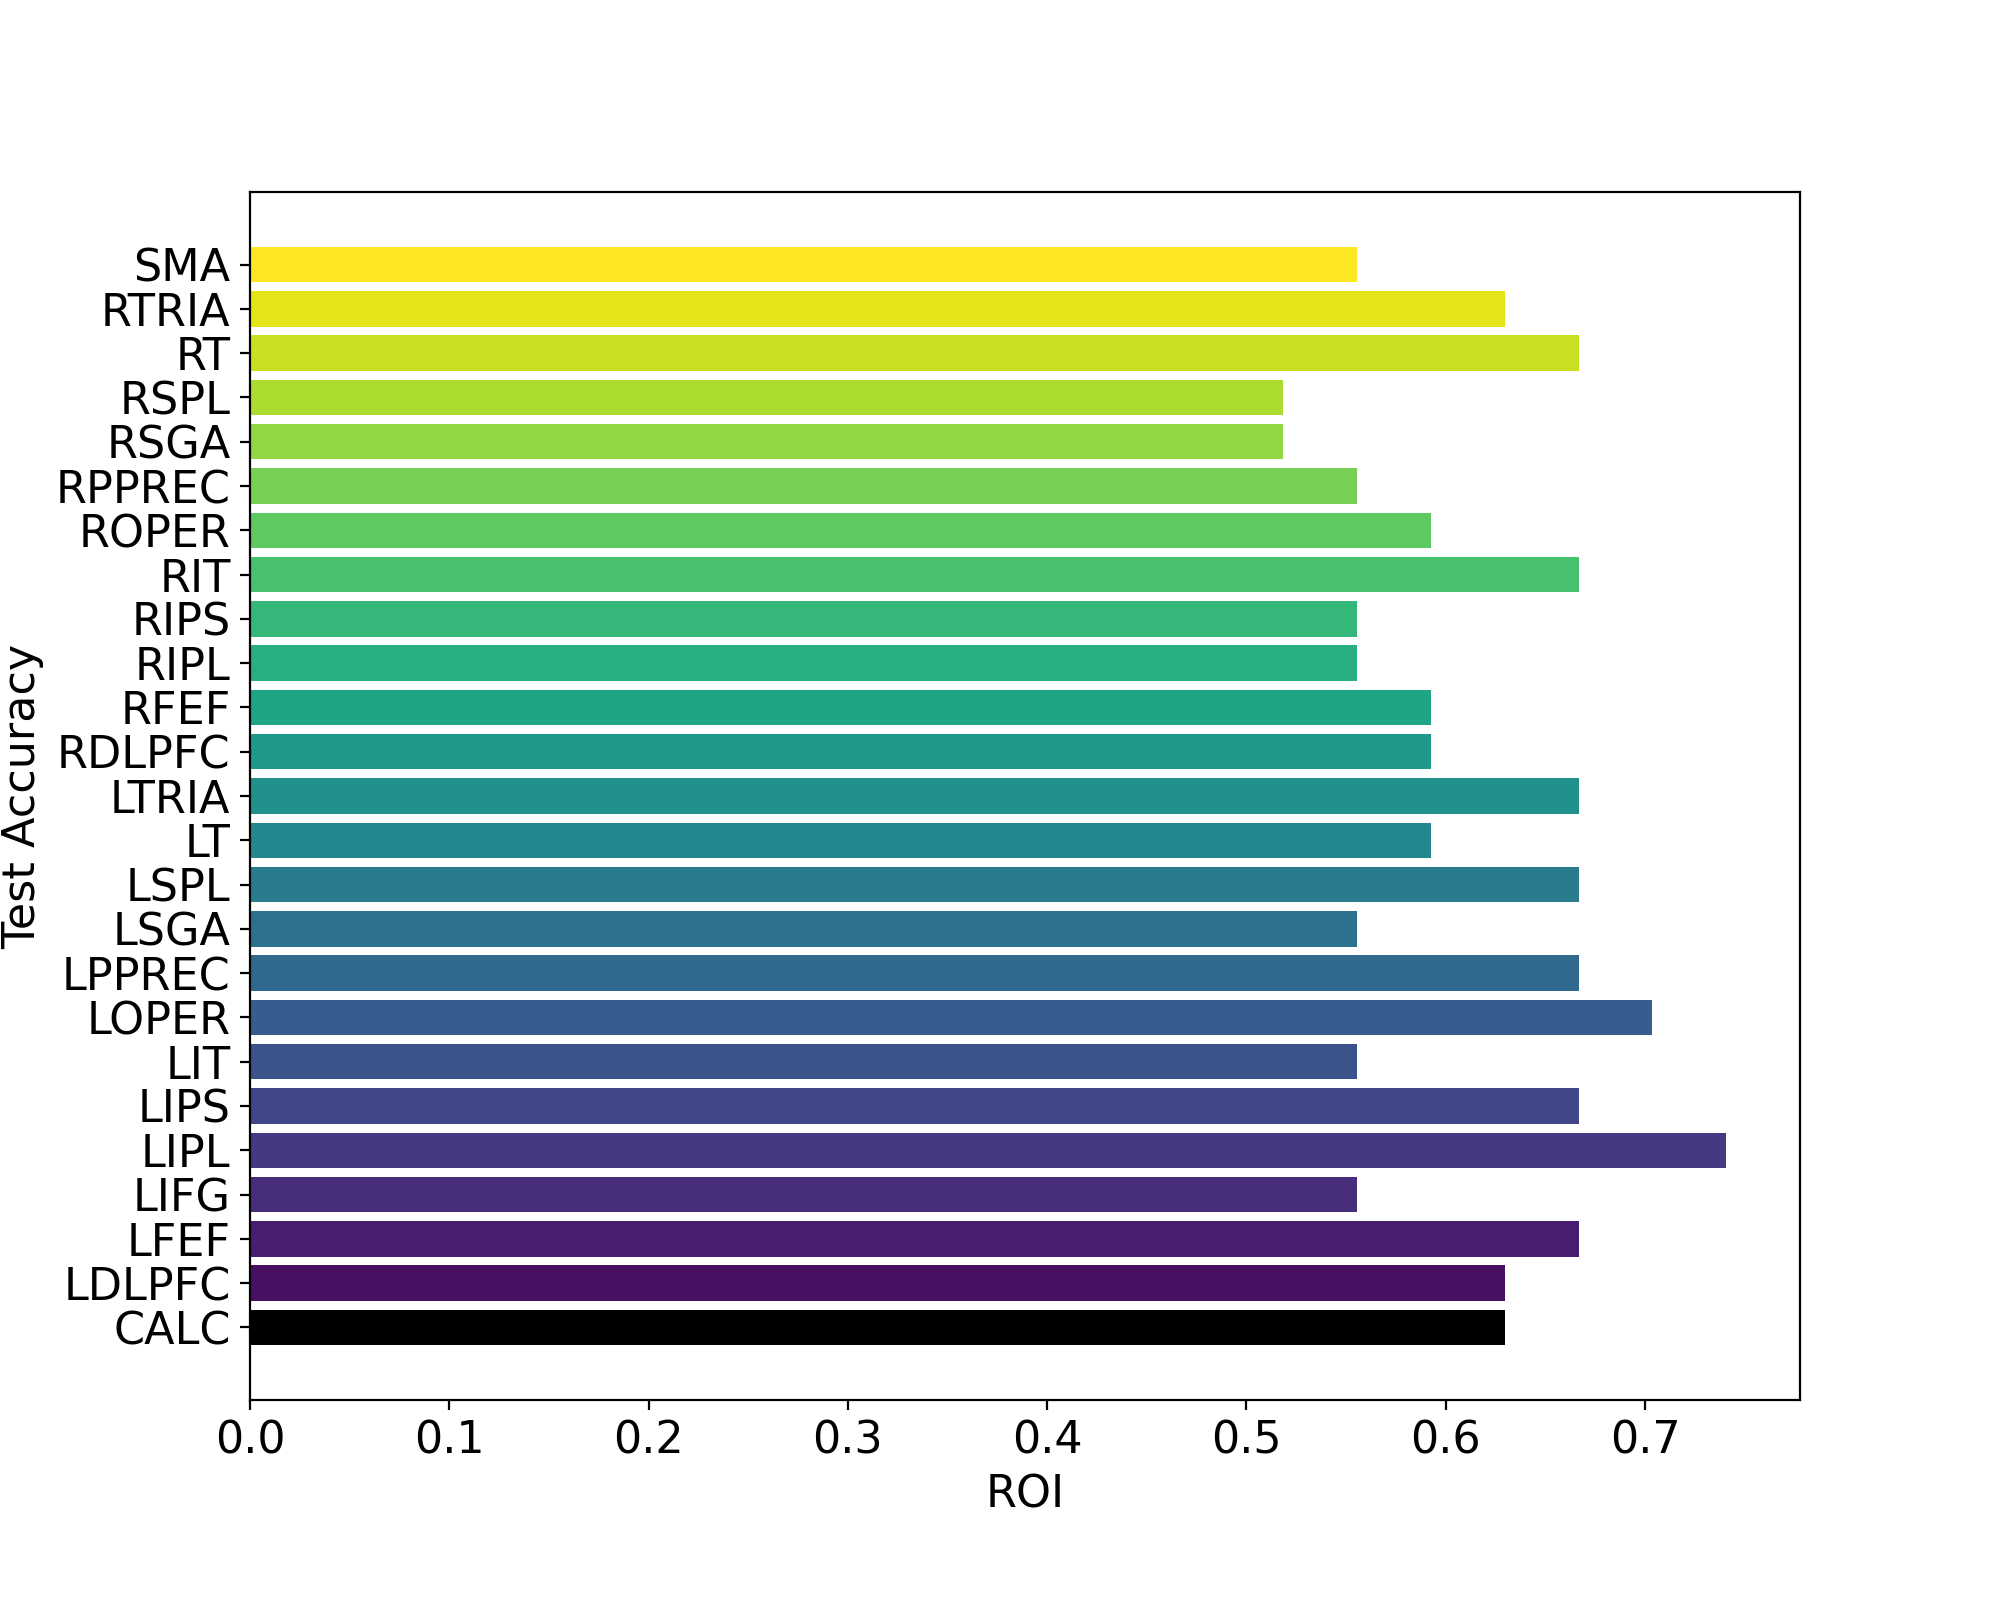 SMA
RTRIA
RT
RSPL
RSGA
RPPREC
ROPER
RIT
RIPS
RIPL
RFEF
RDLPFC
LTRIA
LT
LSPL
LSGA
LPPREC
LOPER
LIT
LIPS
LIPL
LIFG
LFEF
LDLPFC
CALC
Test Accuracy
0.0 0.1 0.2 0.3 0.4 0.5 0.6 0.7
ROI